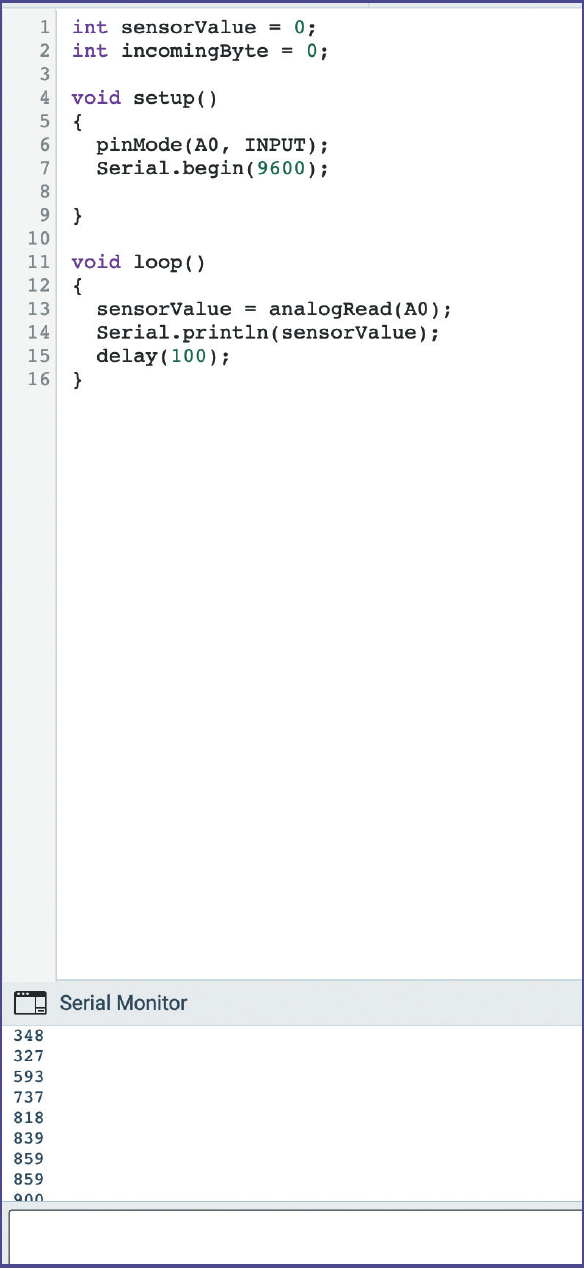 1 int sensorValue = 0;
2 int incomingByte = 0;
3
4 void setup()
5 {
6 pinMode(A0, INPUT);
7 Serial.begin(9600);
8
9 }
10
11 void loop()
12 {
13 sensorValue = analogRead(A0);
14 Serial.println(sensorValue);
15 delay(100);
16 }
Serial Monitor
348
327
593
737
818
839
859
859
900